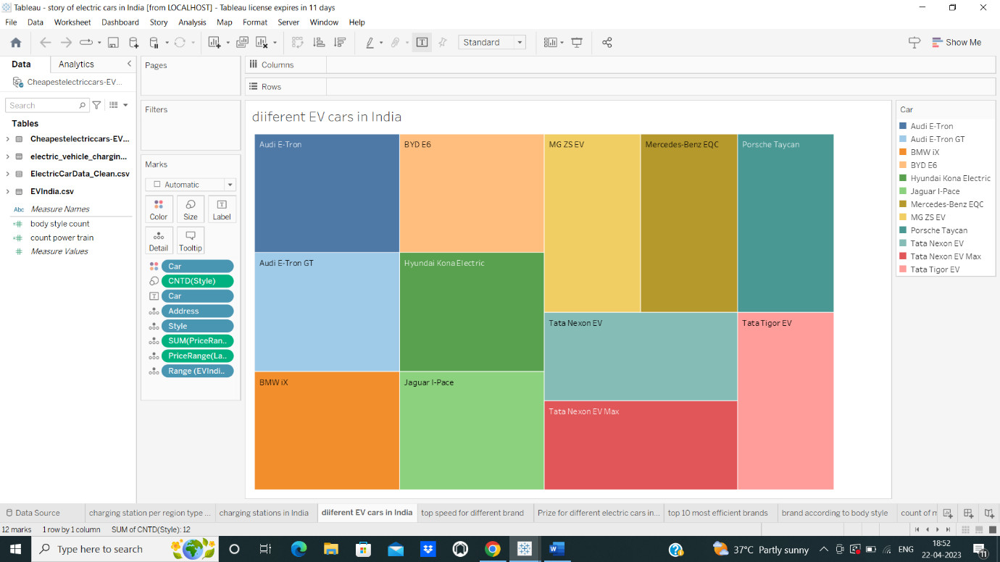 Tableau - story of electric cars in India [from LOCALHOST] - Tableau license expires in 11 days
File Data Worksheet Dashboard Story Analysis Map Format Server Window Help
Standard
Show Me
Data Analytics
Cheapestelectriccars-EV...
Search
Tables
Cheapestelectriccars-EV...
electric_vehicle_chargin...
ElectricCarData_Clean.csv
EVIndia.csv
Abc Measure Names
body style count
count power train
Measure Values
Pages
Filters
Marks
Automatic
Color Size Label
Detail Tooltip
Car
CNTD(Style)
Car
Address
Style
SUM(PriceRan..
PriceRange(La..
Range (EVIndi..
Columns
Rows
diiferent EV cars in India
Audi E-Tron
BYD E6
MG ZS EV
Mercedes-Benz EQC
Porsche Taycan
Audi E-Tron GT
Hyundai Kona Electric
Tata Nexon EV
Tata Tigor EV
BMW iX
Jaguar I-Pace
Tata Nexon EV Max
Car
Audi E-Tron
Audi E-Tron GT
BMW iX
BYD E6
Hyundai Kona Electric
Jaguar I-Pace
Mercedes-Benz EQC
MG ZS EV
Porsche Taycan
Tata Nexon EV
Tata Nexon EV Max
Tata Tigor EV
Data Source charging station per region type ... charging stations in India diiferent EV cars in India top speed for different brand Prize for different electric cars in... top 10 most efficient brands brand according to body style count of m
12 marks 1 row by 1 column SUM of CNTD(Style): 12
Type here to search
37°C Partly sunny
ENG
18:52
22-04-2023
11